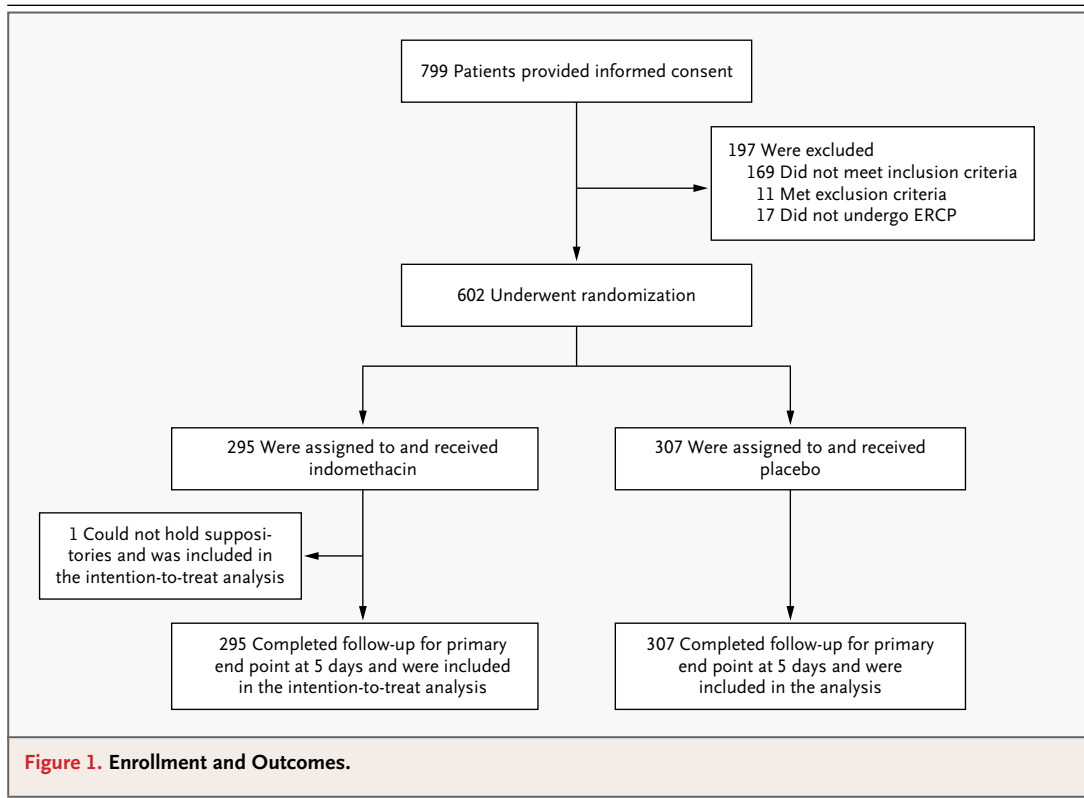 799 Patients provided informed consent
197 Were excluded
169 Did not meet inclusion criteria
11 Met exclusion criteria
17 Did not undergo ERCP
602 Underwent randomization
295 Were assigned to and received
indomethacin
307 Were assigned to and received
placebo
1 Could not hold supposi-
tories and was included in
the intention-to-treat analysis
295 Completed follow-up for primary
end point at 5 days and were included
in the intention-to-treat analysis
307 Completed follow-up for primary
end point at 5 days and were
included in the analysis
Figure 1. Enrollment and Outcomes.